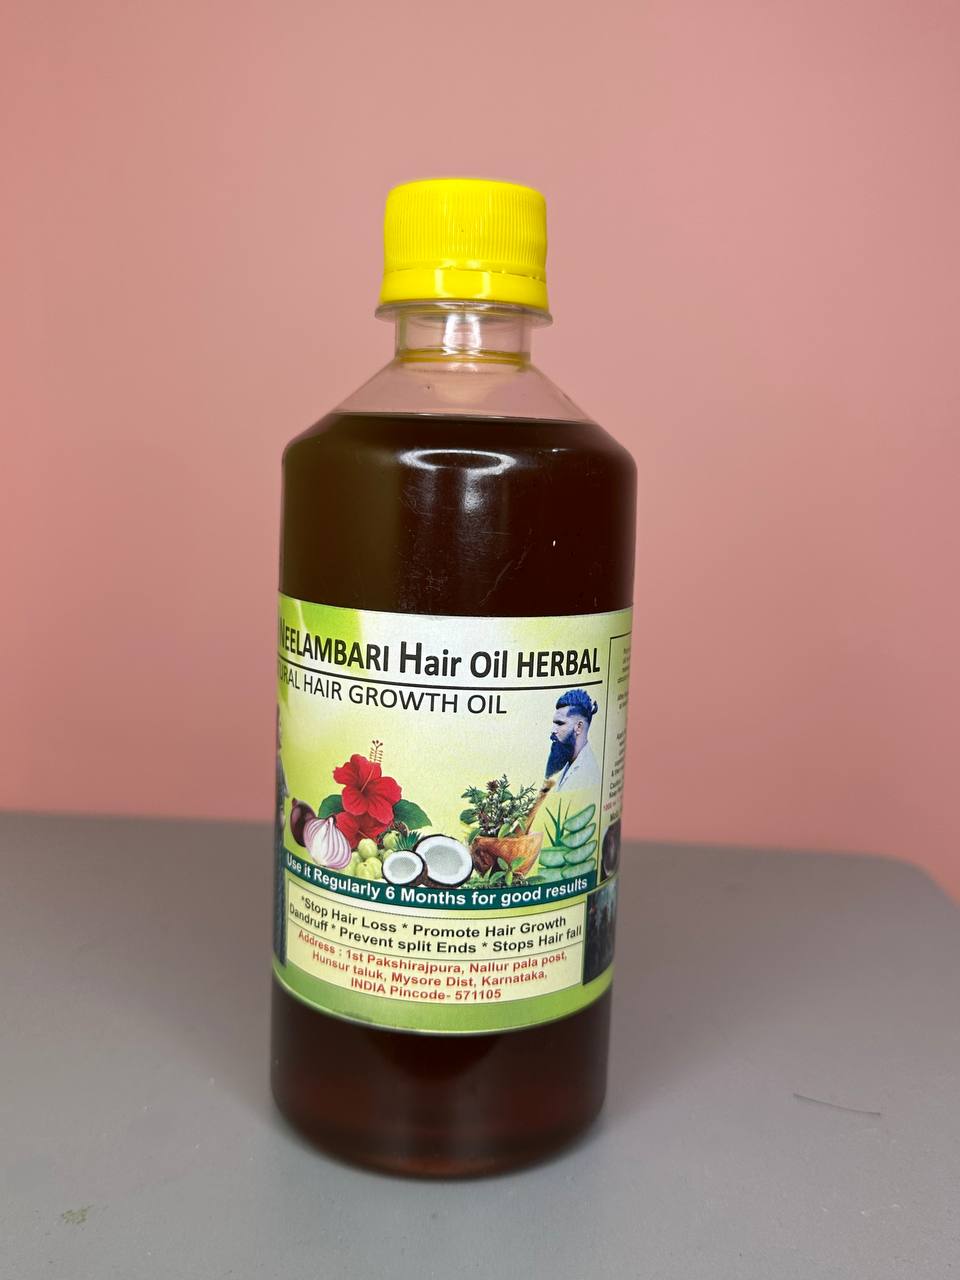 NEELAMBARI Hair Oil HERBAL
HAIR GROWTH OIL
Use it Regularly 6 Months for good results
*Stop Hair Loss * Promote Hair Growth
Dandruff * Prevent split Ends * Stops Hair fall
Address : 1st Pakshirajpura, Nallur pala post,
Hunsur taluk, Mysore Dist, Karnataka,
INDIA Pincode- 571105